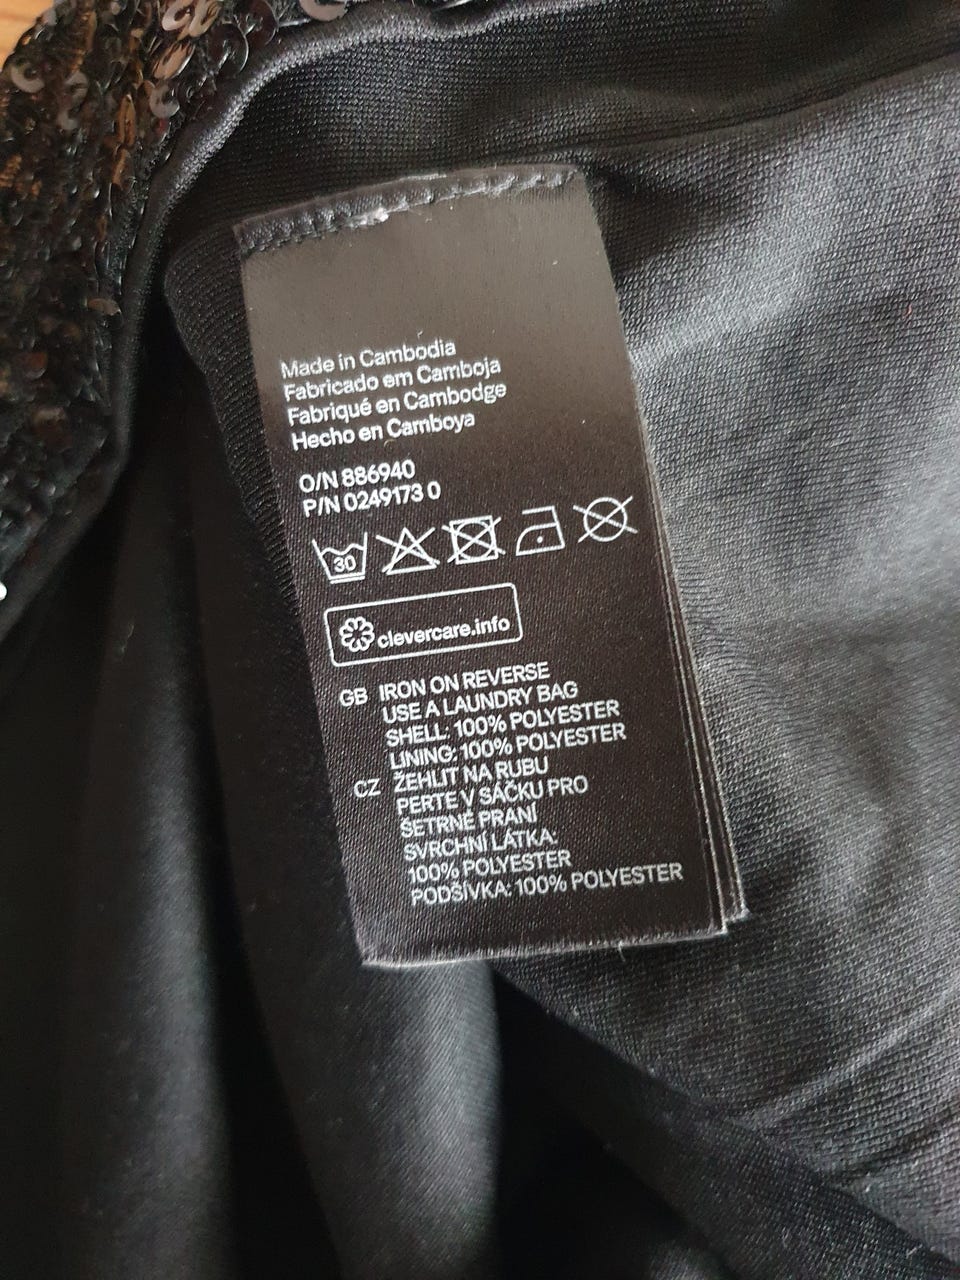 Made in Cambodia
Fabricado em Camboja
Fabriqué en Cambodge
Hecho en Camboya
O/N 886940
P/N 0249173 0
30
clevercare.info
GB IRON ON REVERSE
USE A LAUNDRY BAG
SHELL: 100% POLYESTER
LINING: 100% POLYESTER
CZ ŽEHLIT NA RUBU
PERTE V SÁČKU PRO
ŠETRNÉ PRANÍ
SVRCHNÍ LÁTKA:
100% POLYESTER
PODŠÍVKA: 100% POLYESTER